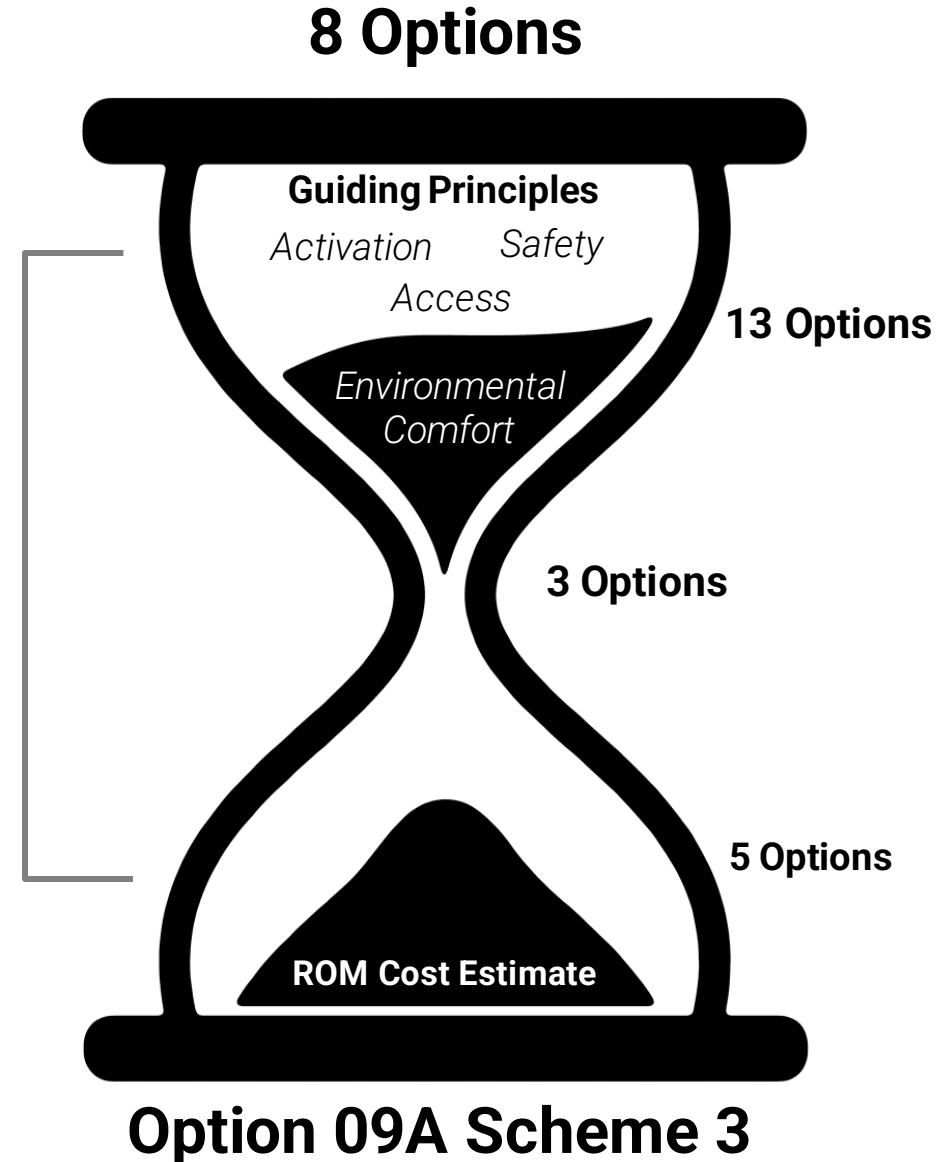 8 Options
Guiding Principles
Activation Safety
Access
13 Options
Environmental
Comfort
3 Options
5 Options
ROM Cost Estimate
Option 09A Scheme 3